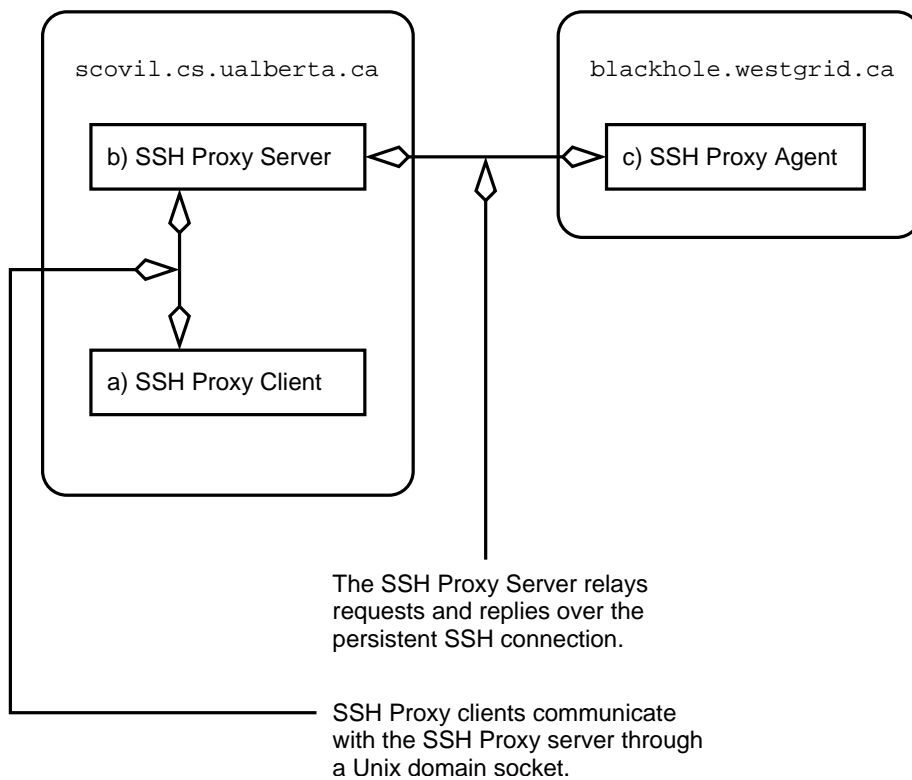 scovil.cs.ualberta.ca
blackhole.westgrid.ca
b) SSH Proxy Server
c) SSH Proxy Agent
a) SSH Proxy Client
The SSH Proxy Server relays
requests and replies over the
persistent SSH connection.
SSH Proxy clients communicate
with the SSH Proxy server through
a Unix domain socket.